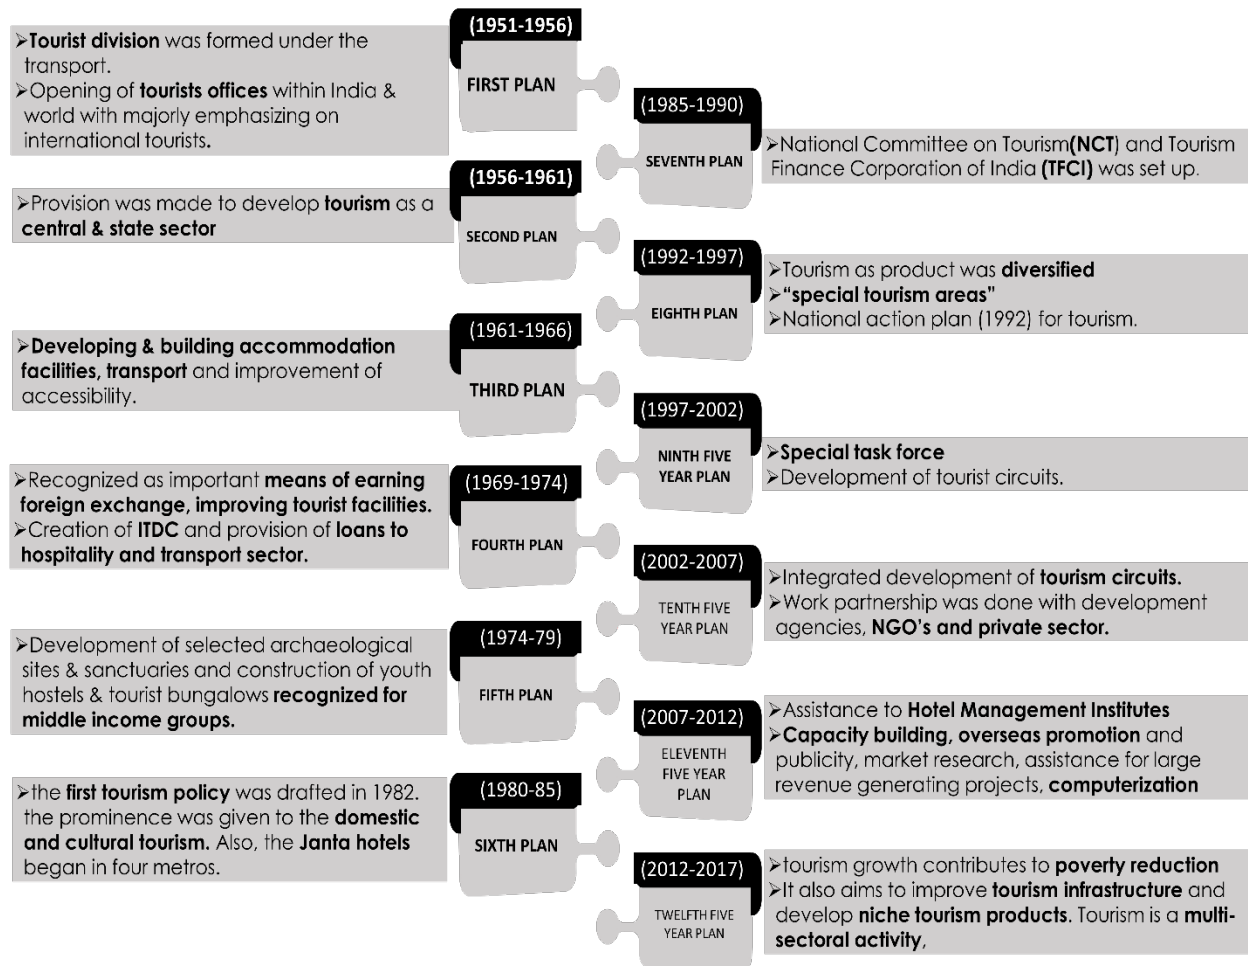 (1951-1956)
FIRST PLAN
➢Tourist division was formed under the
transport.
➢Opening of tourists offices within India &
world with majorly emphasizing on
international tourists.
(1956-1961)
SECOND PLAN
➢Provision was made to develop tourism as a
central & state sector
(1961-1966)
THIRD PLAN
➢Developing & building accommodation
facilities, transport and improvement of
accessibility.
(1969-1974)
FOURTH PLAN
➢Recognized as important means of earning
foreign exchange, improving tourist facilities.
➢Creation of ITDC and provision of loans to
hospitality and transport sector.
(1974-79)
FIFTH PLAN
➢Development of selected archaeological
sites & sanctuaries and construction of youth
hostels & tourist bungalows recognized for
middle income groups.
(1980-85)
SIXTH PLAN
➢the first tourism policy was drafted in 1982.
the prominence was given to the domestic
and cultural tourism. Also, the Janta hotels
began in four metros.
(1985-1990)
SEVENTH PLAN
➢National Committee on Tourism(NCT) and Tourism
Finance Corporation of India (TFCI) was set up.
(1992-1997)
EIGHTH PLAN
➢Tourism as product was diversified
➢"special tourism areas"
➢National action plan (1992) for tourism.
(1997-2002)
NINTH FIVE
YEAR PLAN
➢Special task force
➢Development of tourist circuits.
(2002-2007)
TENTH FIVE
YEAR PLAN
➢Integrated development of tourism circuits.
➢Work partnership was done with development
agencies, NGO's and private sector.
(2007-2012)
ELEVENTH
FIVE YEAR
PLAN
➢Assistance to Hotel Management Institutes
➢Capacity building, overseas promotion and
publicity, market research, assistance for large
revenue generating projects, computerization
(2012-2017)
TWELFTH FIVE
YEAR PLAN
➢tourism growth contributes to poverty reduction
➢It also aims to improve tourism infrastructure and
develop niche tourism products. Tourism is a multi-
sectoral activity,